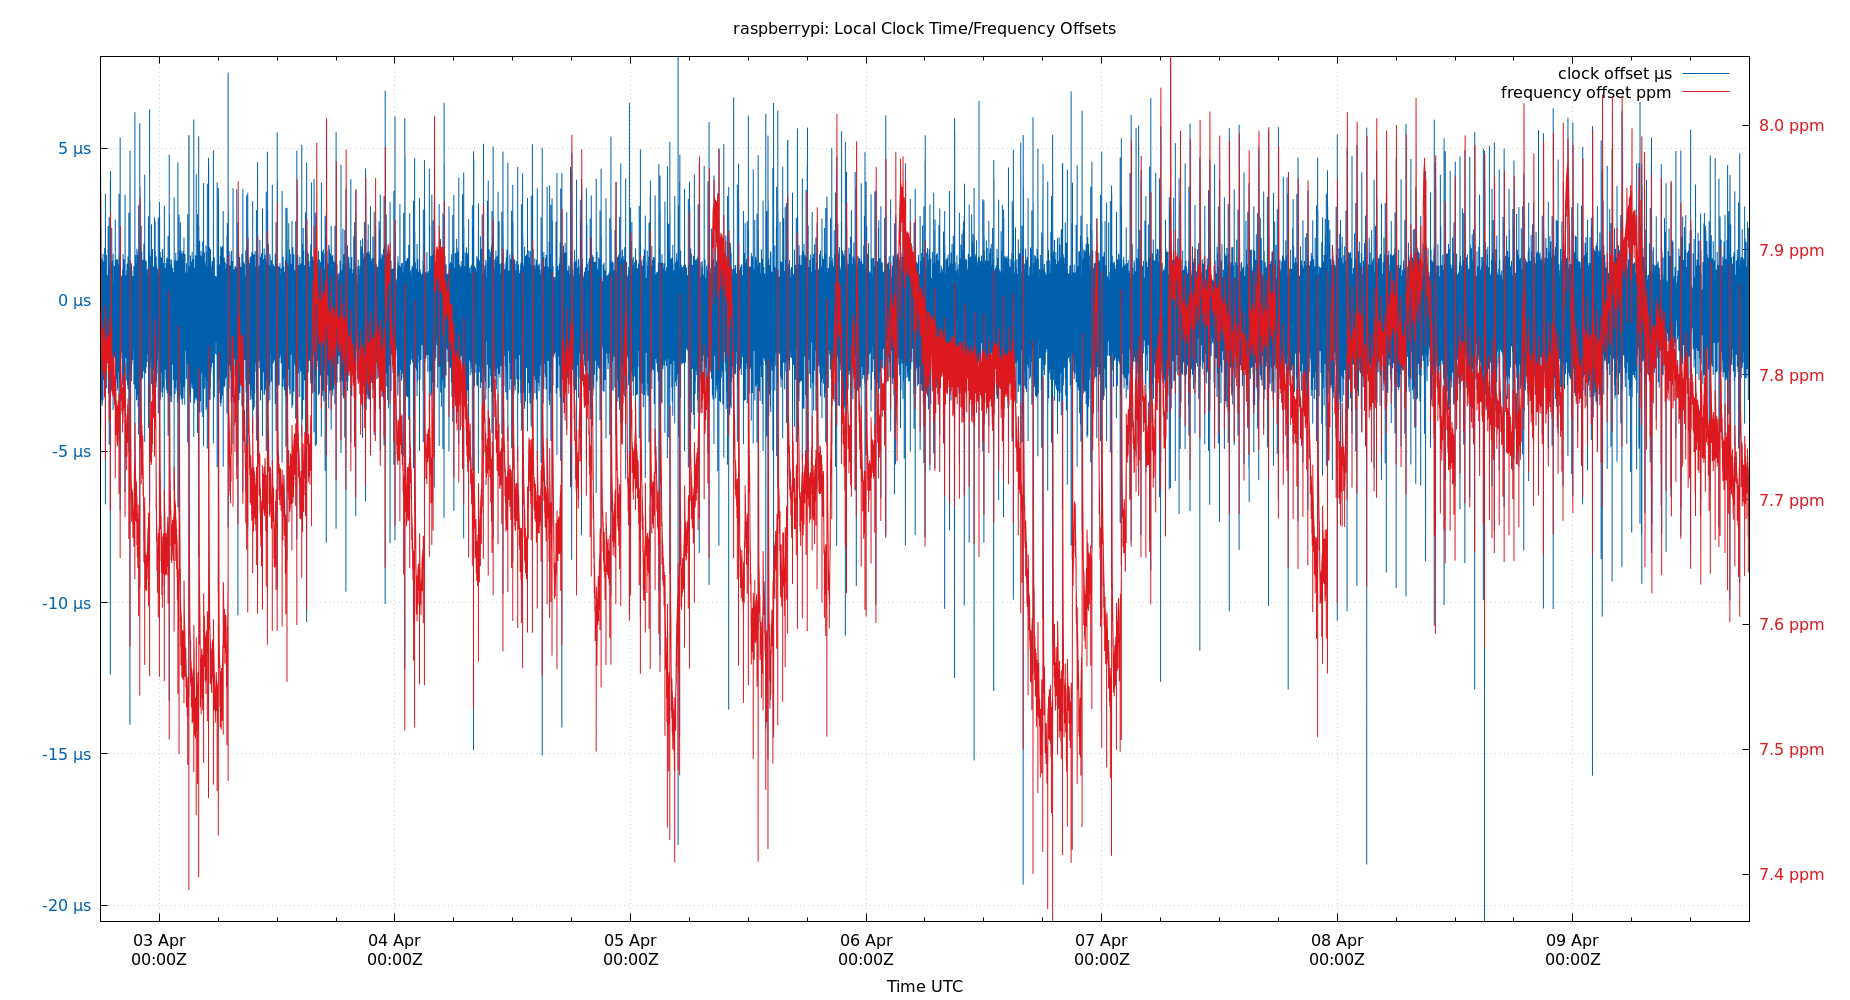 raspberrypi: Local Clock Time/Frequency Offsets
clock offset µs
frequency offset ppm
5 µs
0 µs
-5 µs
-10 µs
-15 µs
-20 µs
8.0 ppm
7.9 ppm
7.8 ppm
7.7 ppm
7.6 ppm
7.5 ppm
7.4 ppm
03 Apr 04 Apr 05 Apr 06 Apr 07 Apr 08 Apr 09 Apr
00:00Z 00:00Z 00:00Z 00:00Z 00:00Z 00:00Z 00:00Z
Time UTC